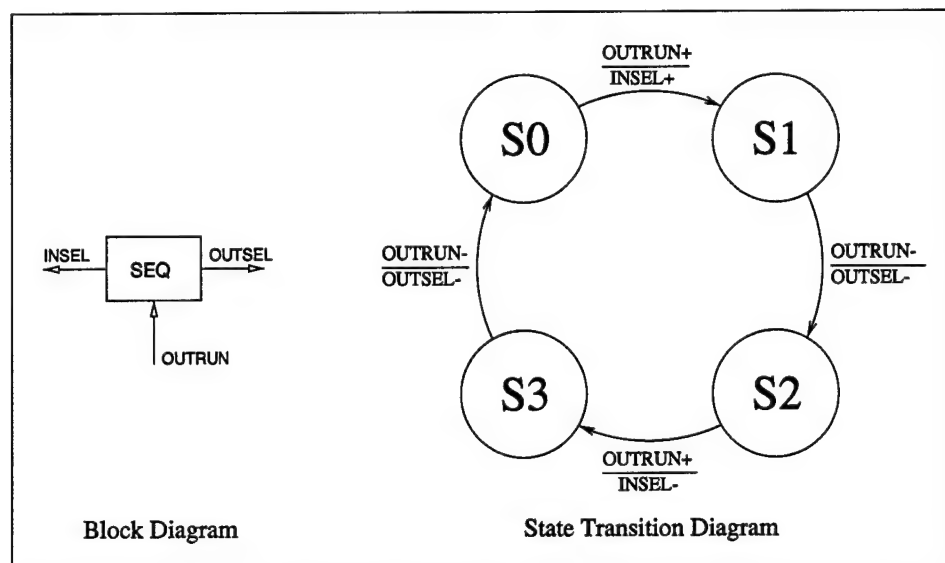 OUTRUN+
INSEL+
S0
S1
INSEL
SEQ
OUTSEL
OUTRUN
OUTRUN-
OUTSEL-
OUTRUN-
OUTSEL-
S3
S2
OUTRUN+
INSEL-
Block Diagram
State Transition Diagram